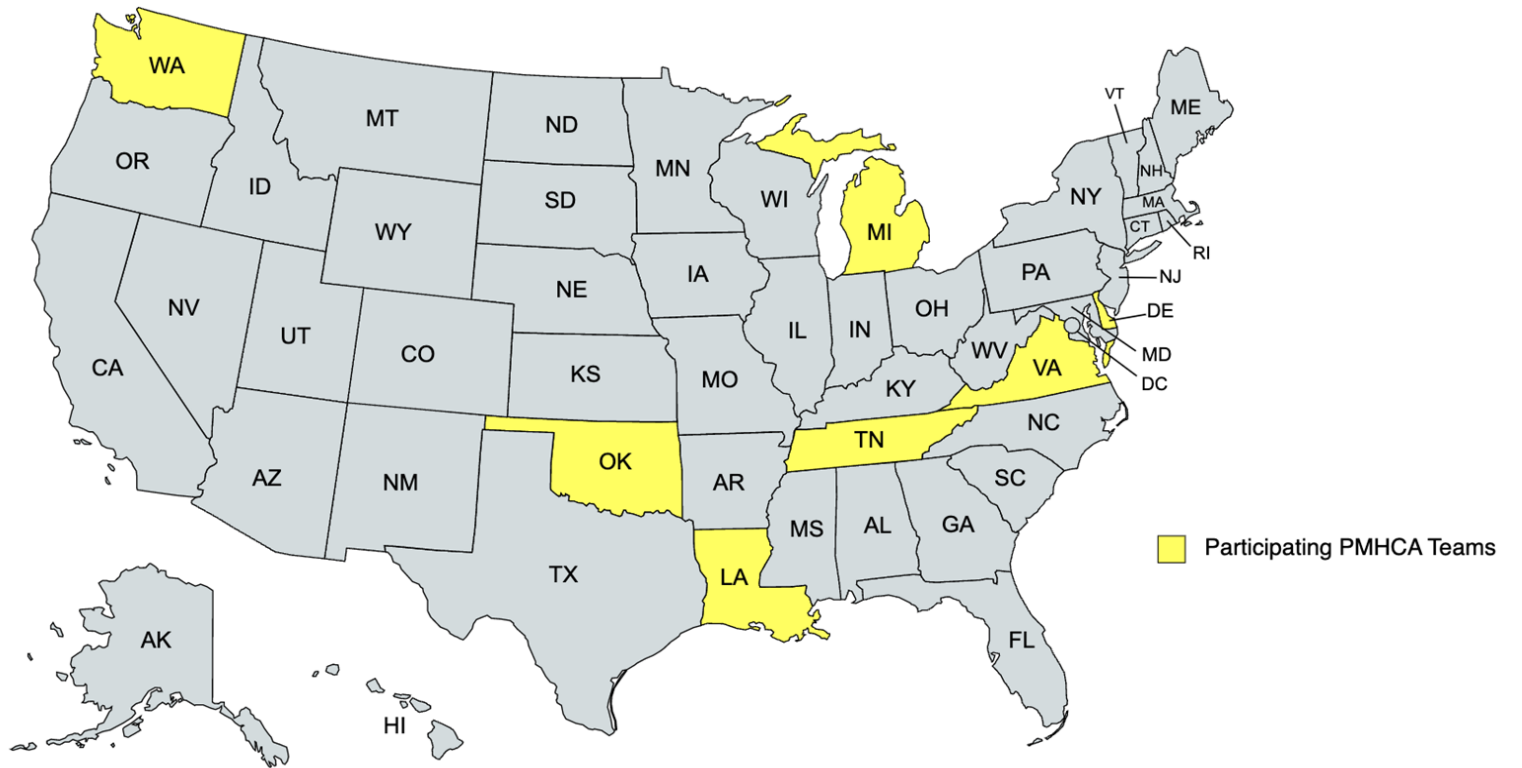 WA
MT
ND
MN
OR
ID
SD
WI
MI
WY
IA
NE
NV
UT
CO
CA
KS
MO
IL
IN
OH
PA
NY
VT
ME
NH
MA
CT
RI
NJ
DE
MD
DC
WV
VA
KY
NC
TN
OK
AR
AZ
NM
SC
MS
AL
GA
TX
LA
FL
AK
HI
Participating PMHCA Teams